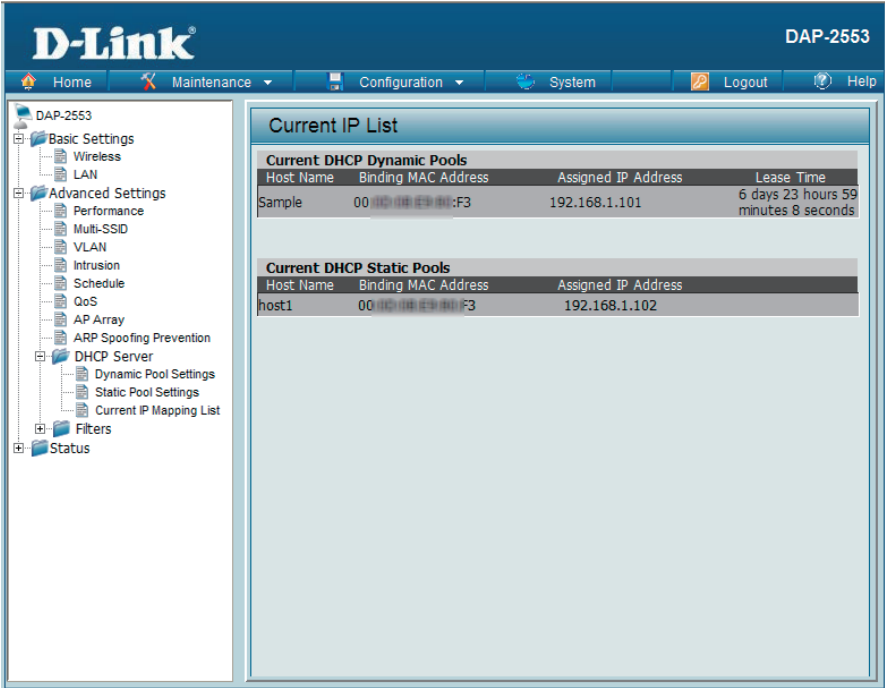 D-Link
DAP-2553
Home Maintenance Configuration System Logout Help
DAP-2553
Basic Settings
Wireless
LAN
Advanced Settings
Performance
Multi-SSID
VLAN
Intrusion
Schedule
QoS
AP Array
ARP Spoofing Prevention
DHCP Server
Dynamic Pool Settings
Static Pool Settings
Current IP Mapping List
Filters
Status
Current IP List
Current DHCP Dynamic Pools
Host Name Binding MAC Address Assigned IP Address Lease Time
Sample 00 :F3 192.168.1.101 6 days 23 hours 59
minutes 8 seconds
Current DHCP Static Pools
Host Name Binding MAC Address Assigned IP Address
host1 00 F3 192.168.1.102